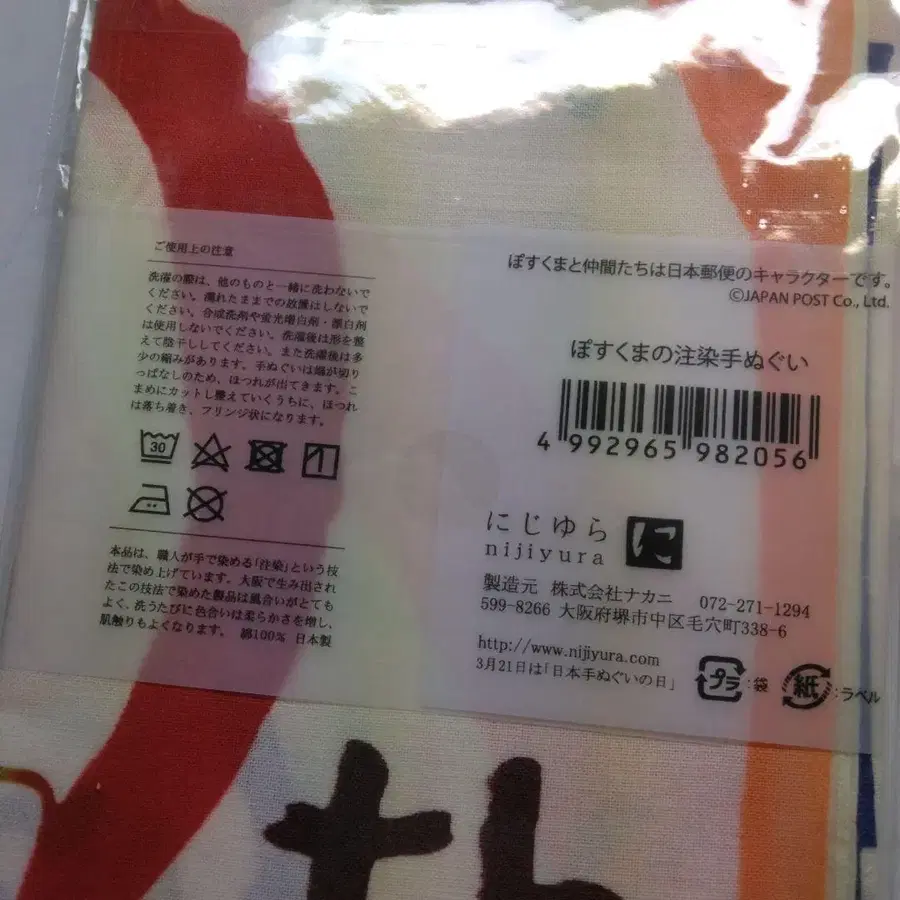 ご使用上の注意
洗濯の際は、他のものと一緒に洗わないで
ください。濡れたままでの放置はしないで
ください。合成洗剤や蛍光増白剤・漂白剤
は使用しないでください。洗濯後は形を整
えて陰干ししてください。また洗濯後は多
少の縮みがあります。手ぬぐいは端が切り
っぱなしのため、ほつれが出てきます。こ
まめにカットし整えていくうちに、ほつれ
は落ち着き、フリンジ状になります。
30
本品は、職人が手で染める「注染」という技
法で染め上げています。大阪で生み出され
たこの技法で染めた製品は風合いがとても
よく、洗うたびに色合いは柔らかさを増し、
肌触りもよくなります。 綿100% 日本製
ぽすくまと仲間たちは日本郵便のキャラクターです。
©JAPAN POST Co., Ltd.
ぽすくまの注染手ぬぐい
4 992965 982056
にじゆら に
nijiyura
製造元 株式会社ナカニ 072-271-1294
599-8266 大阪府堺市中区毛穴町338-6
http://www.nijiyura.com
3月21日は「日本手ぬぐいの日」
プラ:袋 紙:ラベル